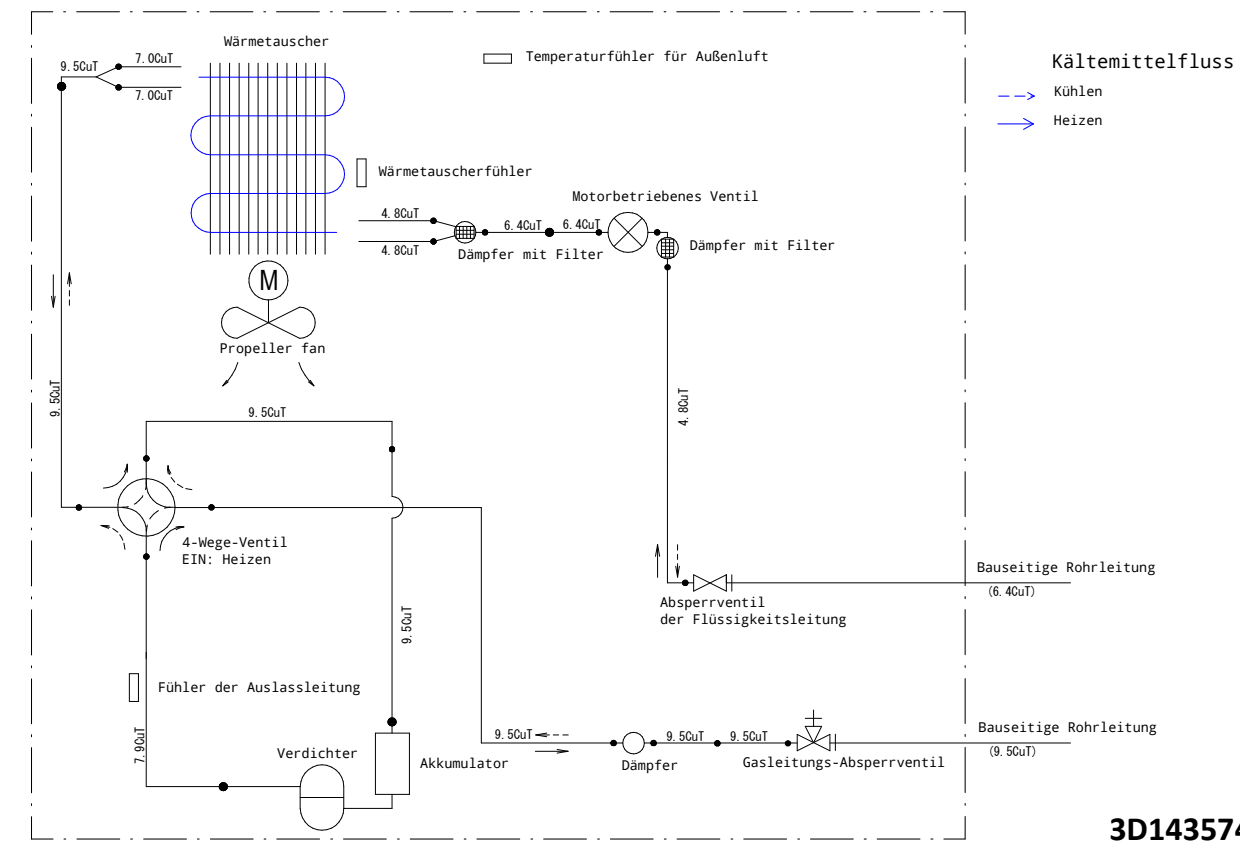 Wärmetauscher
Temperaturfühler für Außenluft
Kältemittelfluss
Kühlen
Heizen
9.5CuT
7.0CuT
7.0CuT
Wärmetauscherfühler
Motorbetriebenes Ventil
4.8CuT
4.8CuT
6.4CuT
6.4CuT
Dämpfer mit Filter
Dämpfer mit Filter
M
Propeller fan
9.5CuT
9.5CuT
4.8CuT
4-Wege-Ventil
EIN: Heizen
Bauseitige Rohrleitung
(6.4CuT)
Absperrventil
der Flüssigkeitsleitung
9.5CuT
Fühler der Auslassleitung
7.9CuT
Verdichter
Akkumulator
9.5CuT
Dämpfer
9.5CuT
9.5CuT
Gasleitungs-Absperrventil
Bauseitige Rohrleitung
(9.5CuT)
3D143574